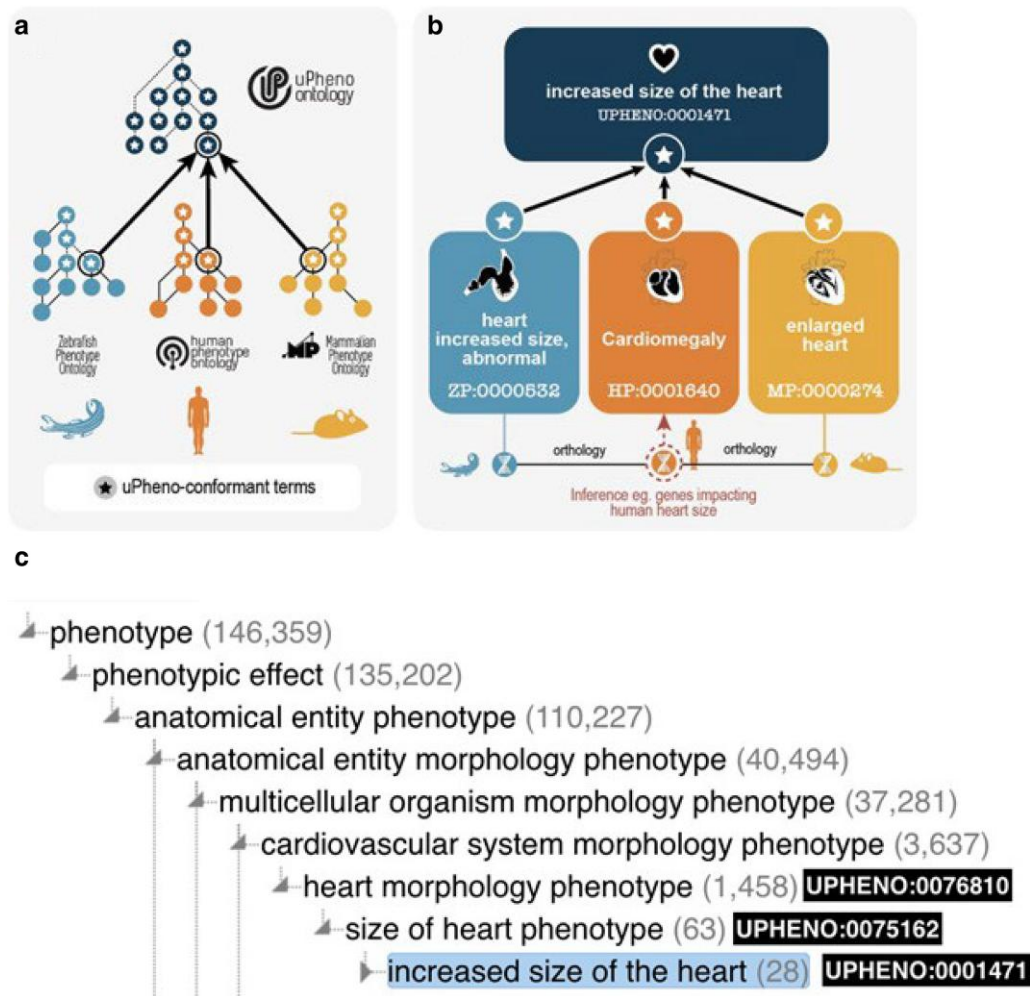 a
uPheno
ontology
Zebrafish
Phenotype
Ontology
human
phenotype
ontology
.MP
Mammalian
Phenotype
Ontology
uPheno-conformant terms
b
increased size of the heart
UPHENO:0001471
heart
increased size,
abnormal
ZP:0000532
Cardiomegaly
HP:0001640
enlarged
heart
MP:0000274
orthology
orthology
Inference eg. genes impacting
human heart size
c
phenotype (146,359)
phenotypic effect (135,202)
anatomical entity phenotype (110,227)
anatomical entity morphology phenotype (40,494)
multicellular organism morphology phenotype (37,281)
cardiovascular system morphology phenotype (3,637)
heart morphology phenotype (1,458) UPHENO:0076810
size of heart phenotype (63) UPHENO:0075162
increased size of the heart (28) UPHENO:0001471